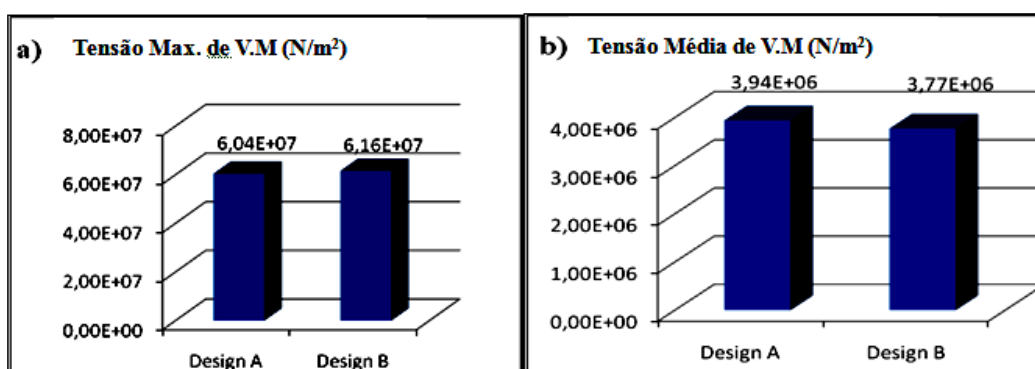 a) Tensão Max. de V.M (N/m²)
8,00E+07
6,00E+07
4,00E+07
2,00E+07
0,00E+00
6,04E+07
6,16E+07
Design A
Design B
b) Tensão Média de V.M (N/m²)
4,00E+06
3,00E+06
2,00E+06
1,00E+06
0,00E+00
3,94E+06
3,77E+06
Design A
Design B